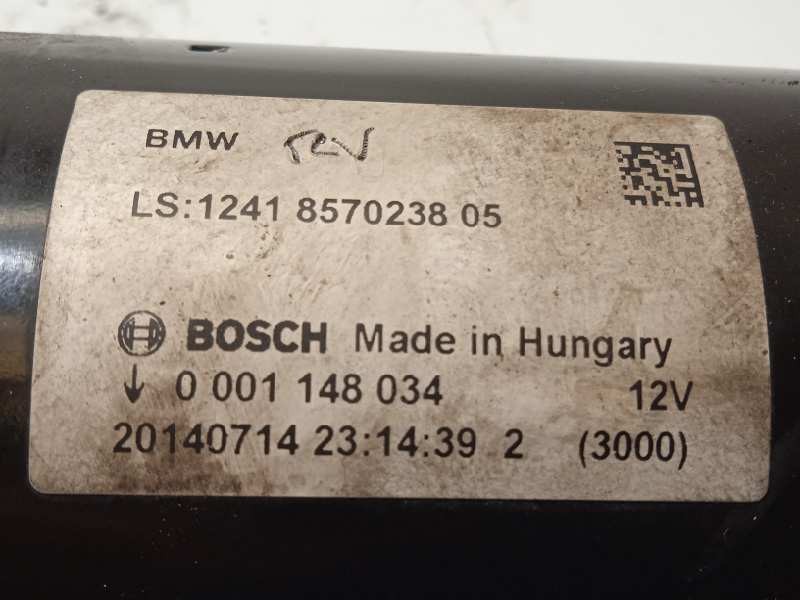 BMW
LS:1241 8570238 05
BOSCH Made in Hungary
↓ 0 001 148 034 12V
20140714 23:14:39 2 (3000)